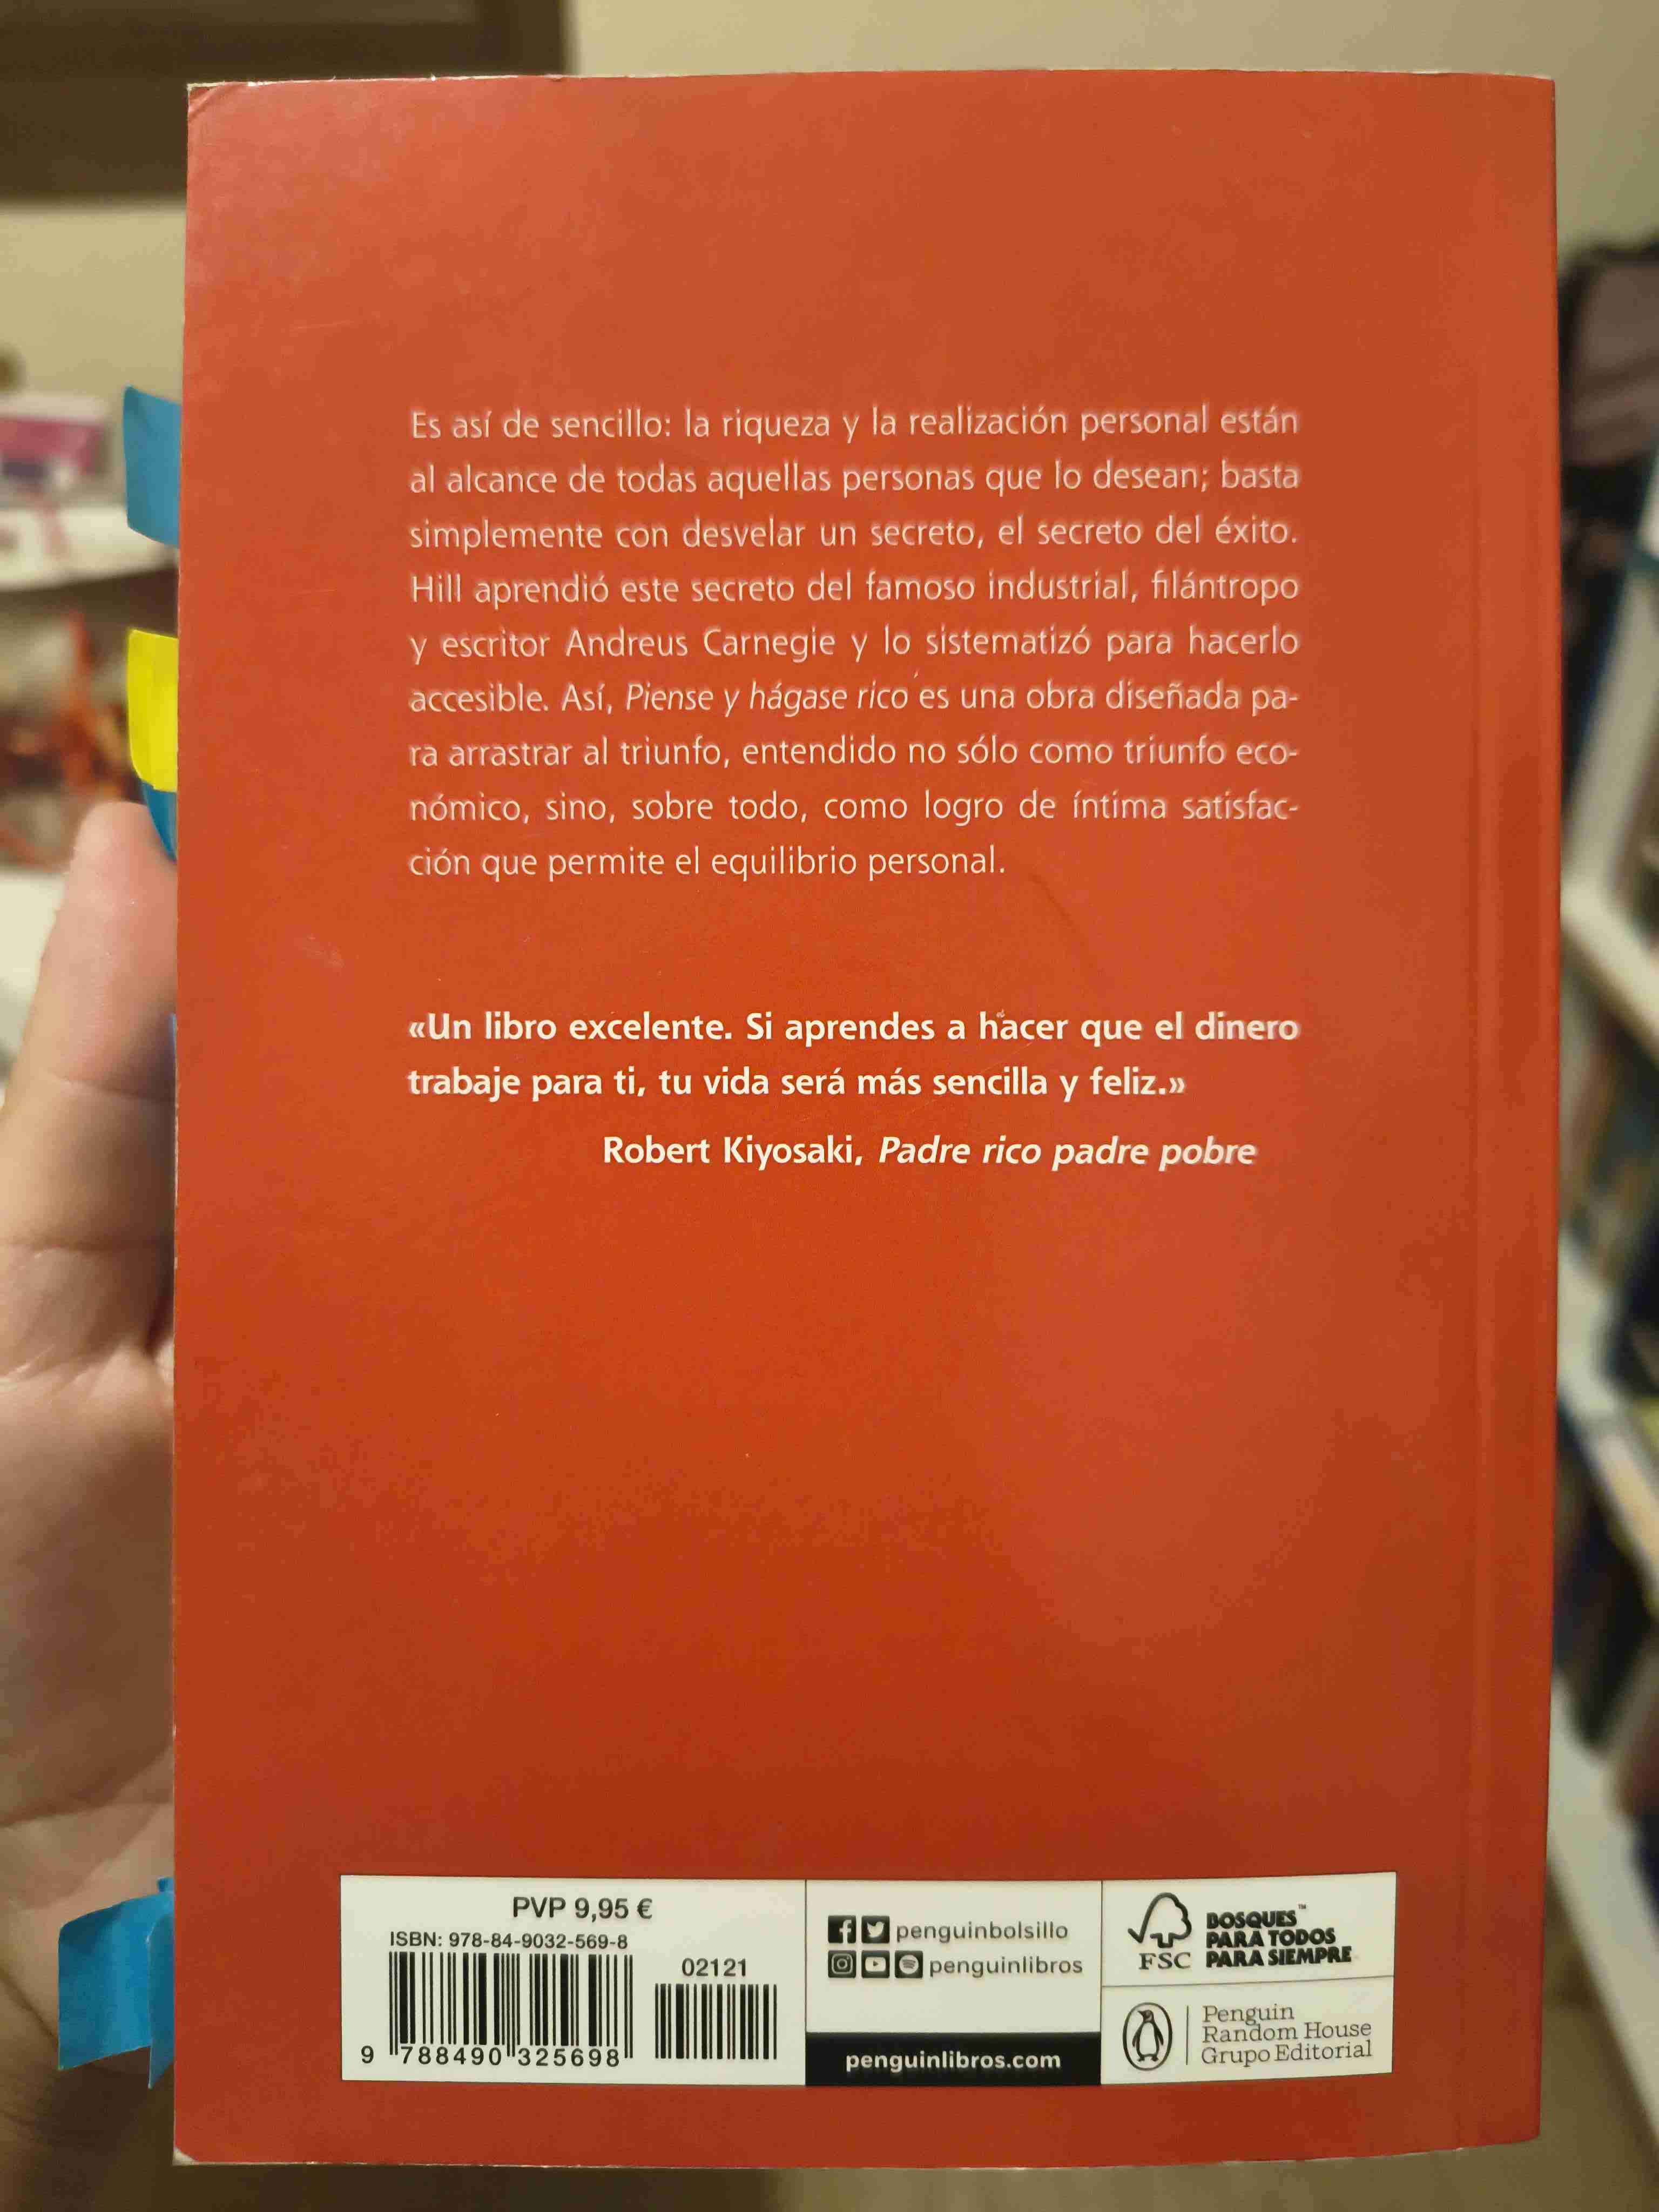 Es así de sencillo: la riqueza y la realización personal están
al alcance de todas aquellas personas que lo desean; basta
simplemente con desvelar un secreto, el secreto del éxito.
Hill aprendió este secreto del famoso industrial, filántropo
y escritor Andreus Carnegie y lo sistematizó para hacerlo
accesible. Así, Piense y hágase rico es una obra diseñada pa-
ra arrastrar al triunfo, entendido no sólo como triunfo eco-
nómico, sino, sobre todo, como logro de íntima satisfac-
ción que permite el equilibrio personal.
«Un libro excelente. Si aprendes a hacer que el dinero
trabaje para ti, tu vida será más sencilla y feliz.»
Robert Kiyosaki, Padre rico padre pobre
PVP 9,95 €
ISBN: 978-84-9032-569-8
02121
9 788490 325698
penguinbolsillo
penguinlibros
penguinlibros.com
FSC
BOSQUES™
PARA TODOS
PARA SIEMPRE
Penguin
Random House
Grupo Editorial